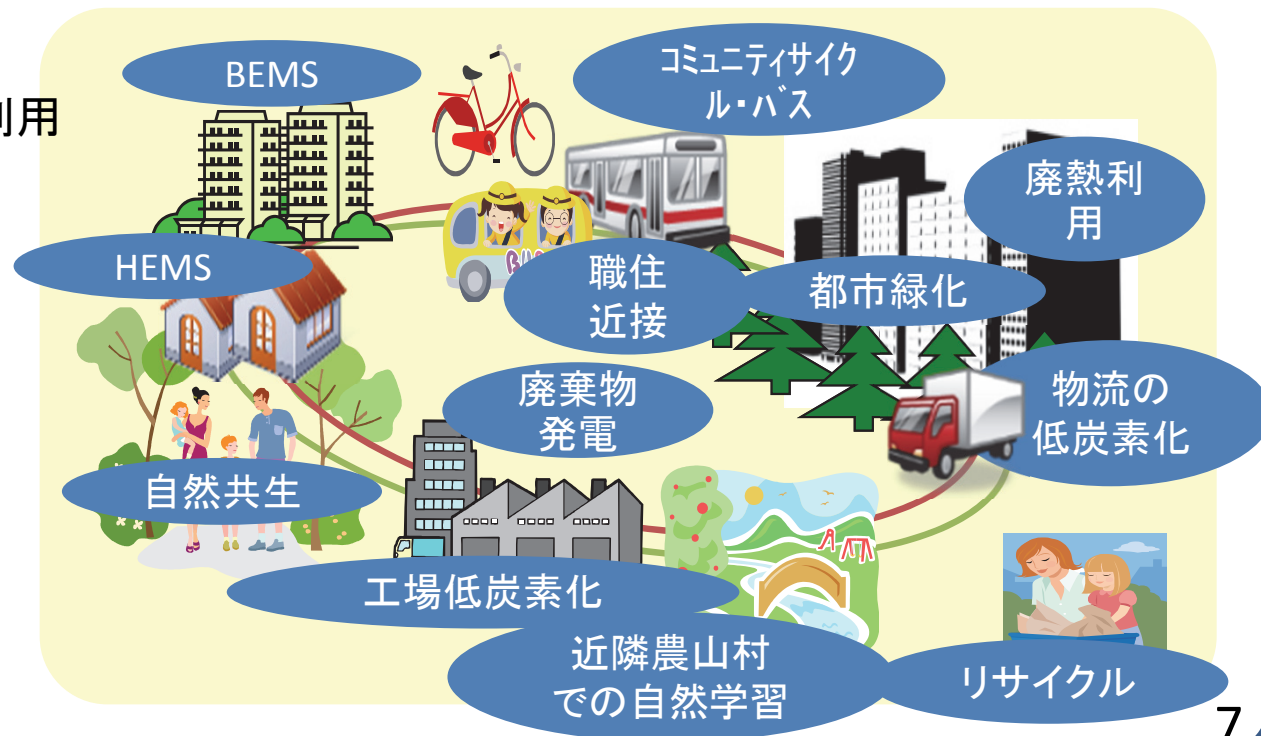 BEMS
コミュニティサイク
ル・バス
利用
廃熱利
用
HEMS
職住
近接
都市緑化
廃棄物
発電
物流の
低炭素化
自然共生
工場低炭素化
近隣農山村
での自然学習
リサイクル
7